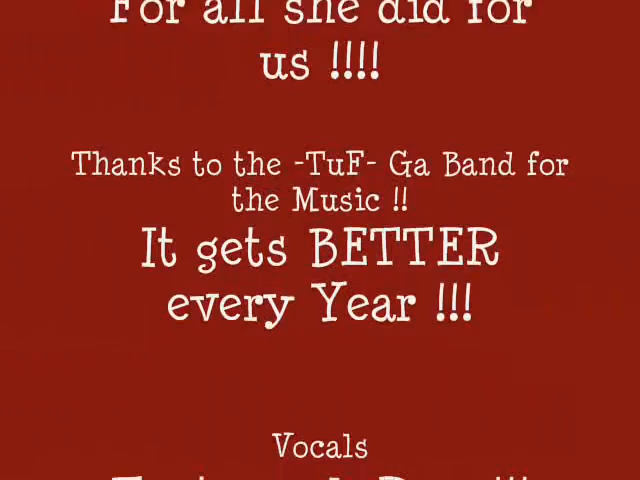 For all she did for
us !!!!
Thanks to the -TuF- Ga Band for
the Music !!
It gets BETTER
every Year !!!
Vocals